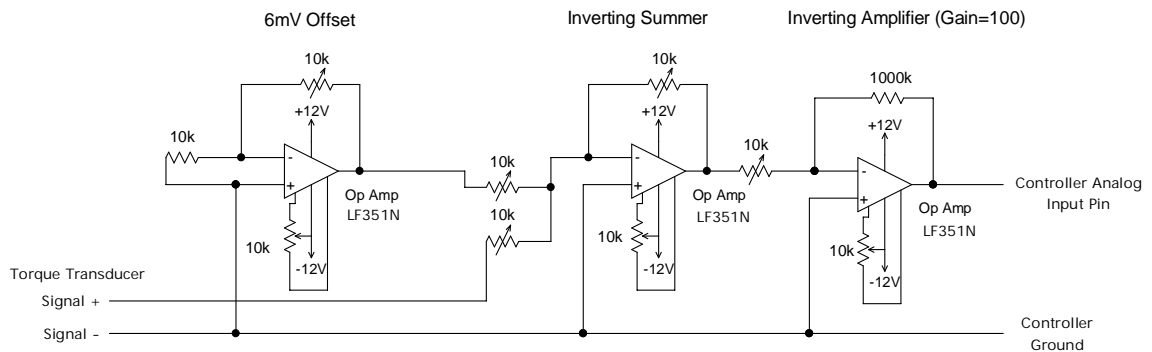 6mV Offset
Inverting Summer
Inverting Amplifier (Gain=100)
10k
10k
1000k
+12V
+12V
+12V
10k
10k
10k
-
+
-
+
-
+
Op Amp
LF351N
Op Amp
LF351N
Op Amp
LF351N
10k
10k
10k
10k
-12V
-12V
-12V
Controller Analog
Input Pin
Torque Transducer
Signal +
Signal -
Controller
Ground